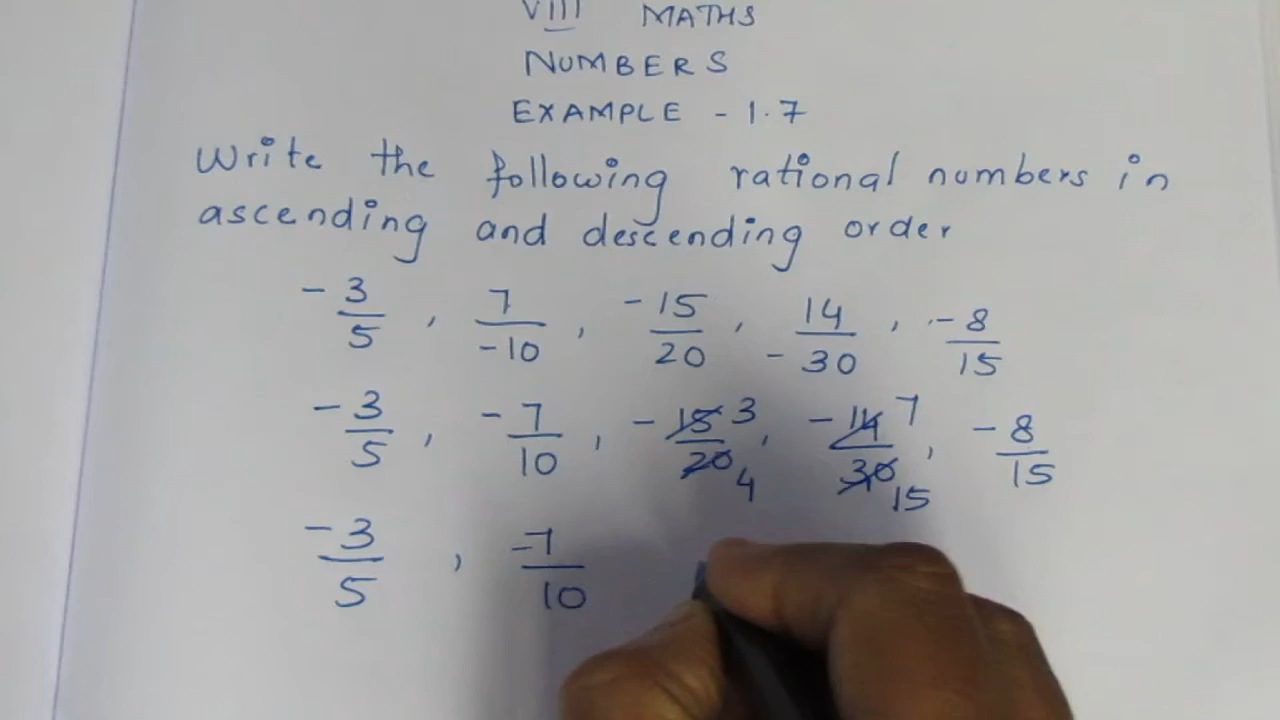 VIII MATHS
NUMBERS
EXAMPLE - 1.7
Write the following rational numbers in
ascending and descending order
-3/5 , 7/-10 , -15/20 , 14/-30 , -8/15
-3/5 , -7/10 , -15/20 3/4 , -14/30 7/15 , -8/15
-3/5 , -7/10